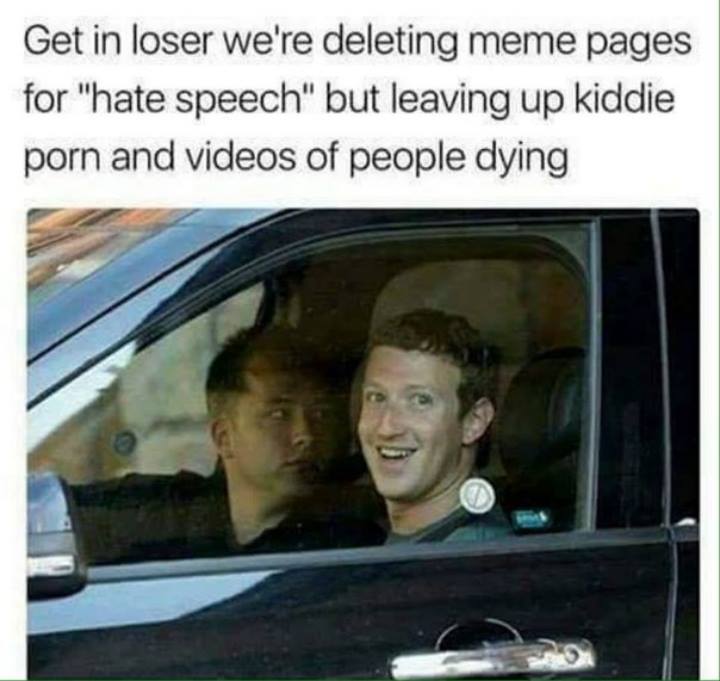 Get in loser we're deleting meme pages
for "hate speech" but leaving up kiddie
porn and videos of people dying